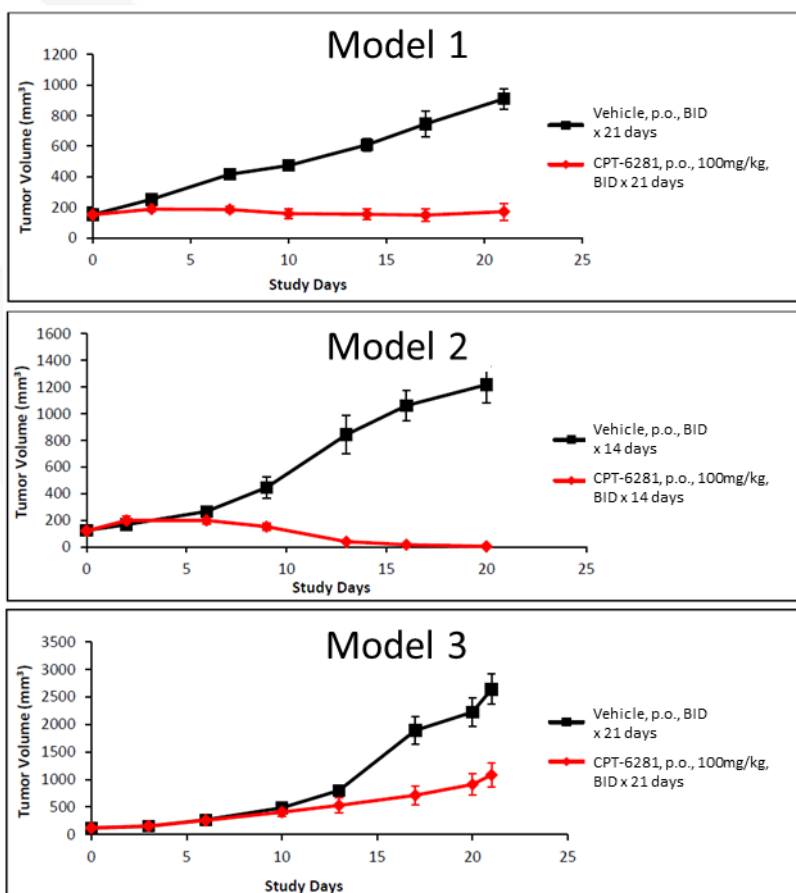 Model 1
1200
1000
800
600
400
200
0
Tumor Volume (mm³)
0 5 10 15 20 25
Study Days
Vehicle, p.o., BID
x 21 days
CPT-6281, p.o., 100mg/kg,
BID x 21 days
Model 2
1600
1400
1200
1000
800
600
400
200
0
Tumor Volume (mm³)
0 5 10 15 20 25
Study Days
Vehicle, p.o., BID
x 14 days
CPT-6281, p.o., 100mg/kg,
BID x 14 days
Model 3
3500
3000
2500
2000
1500
1000
500
0
Tumor Volume (mm³)
0 5 10 15 20 25
Study Days
Vehicle, p.o., BID
x 21 days
CPT-6281, p.o., 100mg/kg,
BID x 21 days